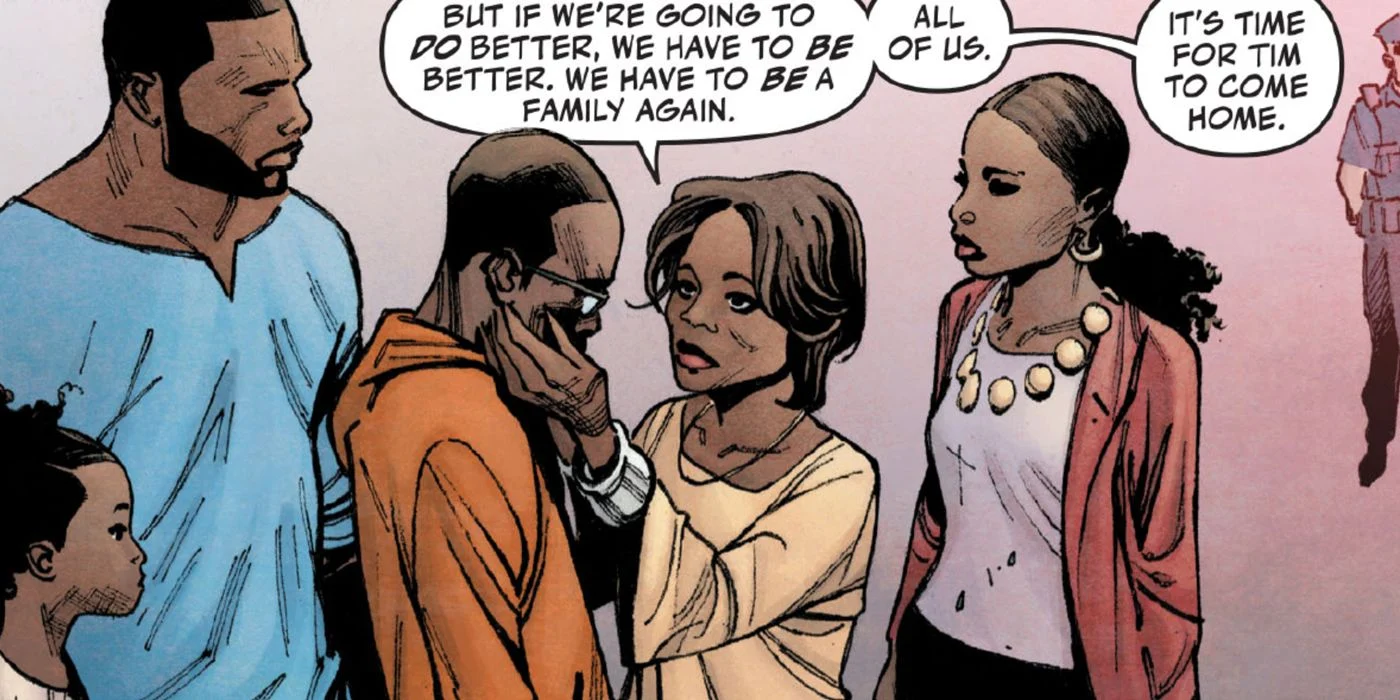 BUT IF WE'RE GOING TO
DO BETTER, WE HAVE TO BE
BETTER. WE HAVE TO BE A
FAMILY AGAIN.
ALL
OF US.
IT'S TIME
FOR TIM
TO COME
HOME.